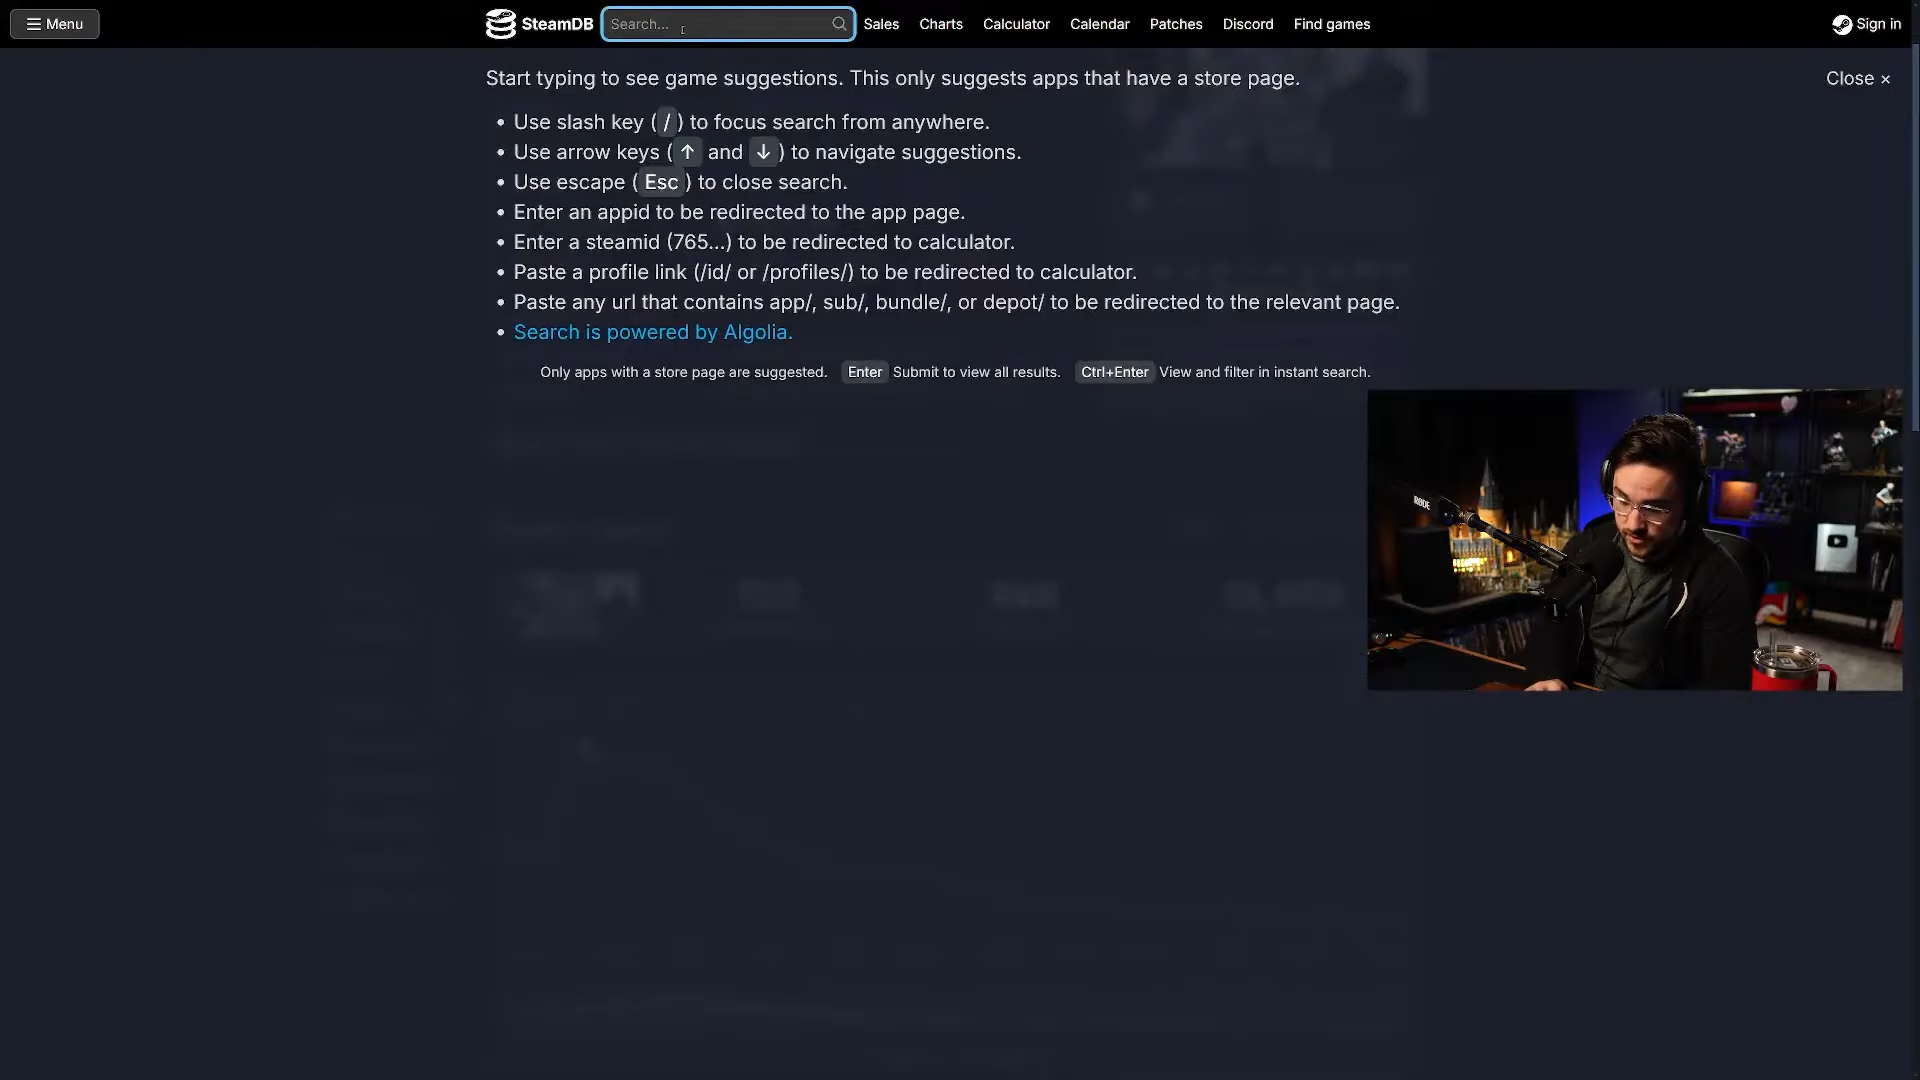 Menu
SteamDB
Search...
Sales
Charts
Calculator
Calendar
Patches
Discord
Find games
Sign in
Start typing to see game suggestions. This only suggests apps that have a store page.
Close ×
• Use slash key ( / ) to focus search from anywhere.
• Use arrow keys ( ↑ and ↓ ) to navigate suggestions.
• Use escape ( Esc ) to close search.
• Enter an appid to be redirected to the app page.
• Enter a steamid (765...) to be redirected to calculator.
• Paste a profile link (/id/ or /profiles/) to be redirected to calculator.
• Paste any url that contains app/, sub/, bundle/, or depot/ to be redirected to the relevant page.
• Search is powered by Algolia.
Only apps with a store page are suggested. Enter Submit to view all results. Ctrl+Enter View and filter in instant search.
RØDE